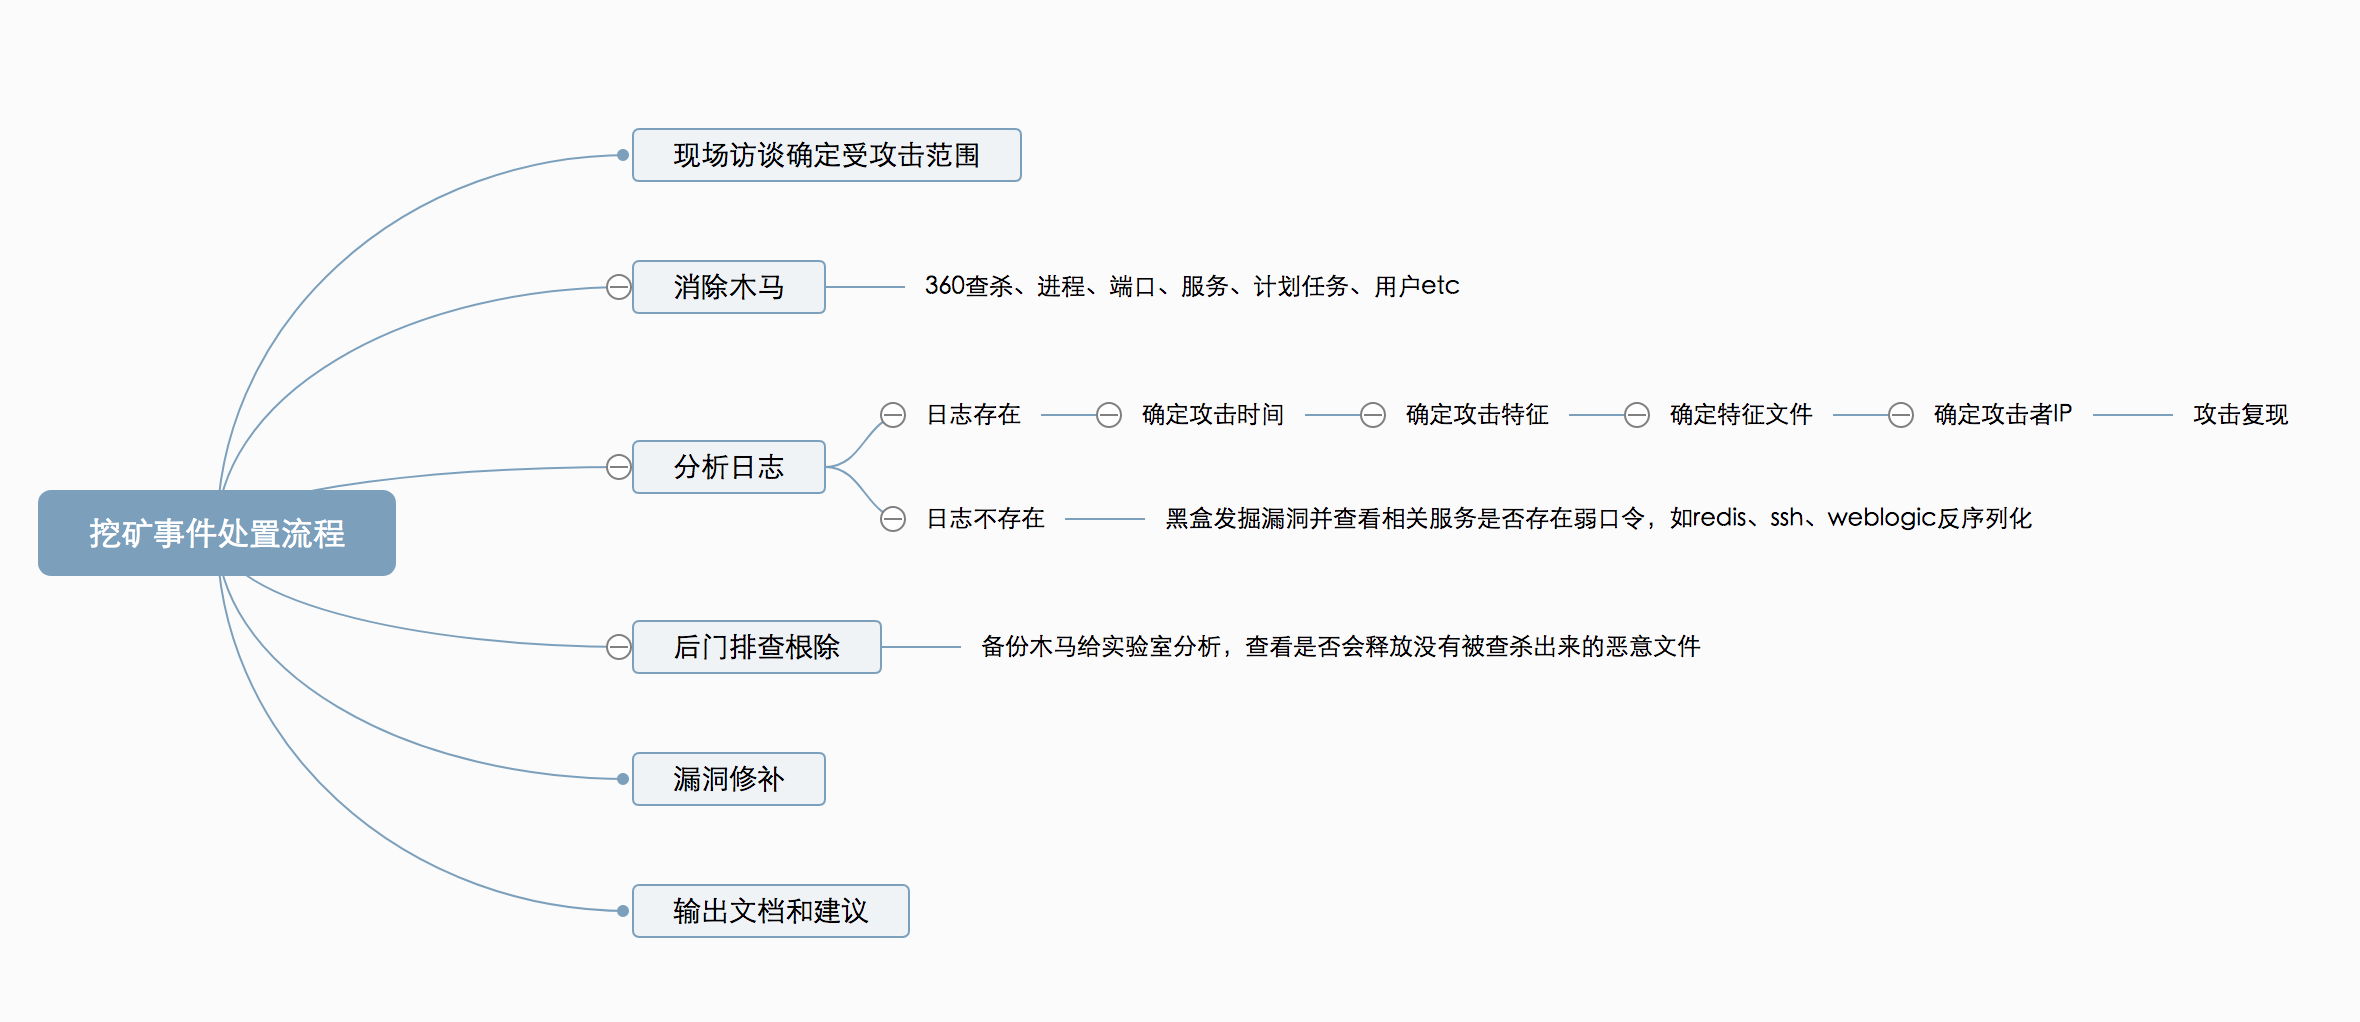 现场访谈确定受攻击范围
消除木马
360查杀、进程、端口、服务、计划任务、用户etc
日志存在
确定攻击时间
确定攻击特征
确定特征文件
确定攻击者IP
攻击复现
分析日志
日志不存在
黑盒发掘漏洞并查看相关服务是否存在弱口令，如redis、ssh、weblogic反序列化
挖矿事件处置流程
后门排查根除
备份木马给实验室分析，查看是否会释放没有被查杀出来的恶意文件
漏洞修补
输出文档和建议